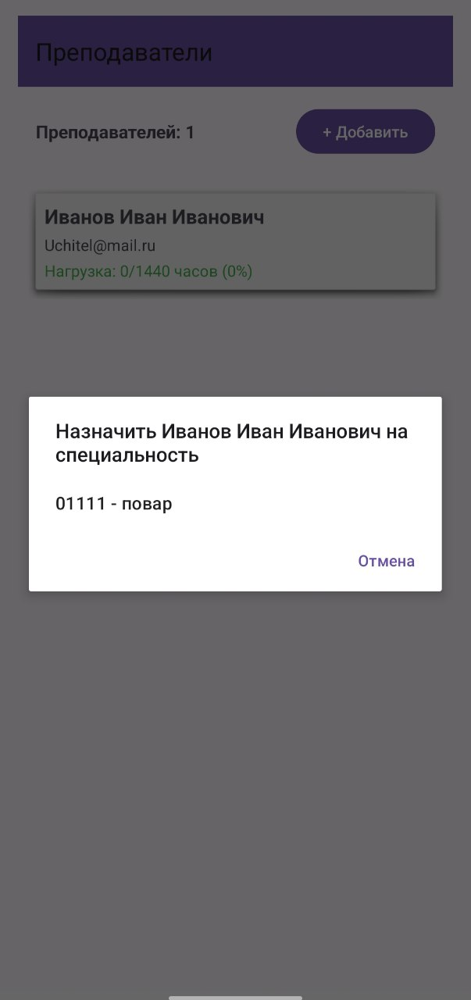 Преподаватели
Преподавателей: 1
+ Добавить
Иванов Иван Иванович
Uchitel@mail.ru
Нагрузка: 0/1440 часов (0%)
Назначить Иванов Иван Иванович на
специальность
01111 - повар
Отмена